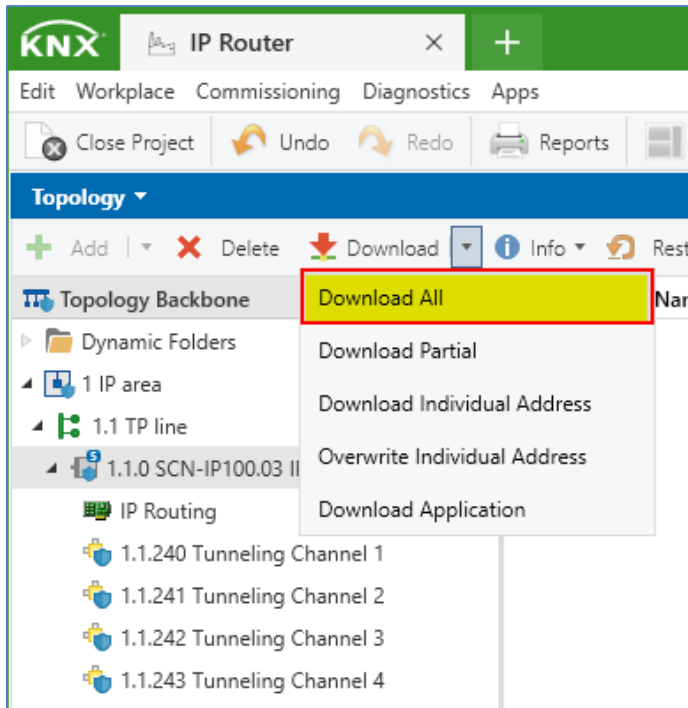 KNX IP Router
Edit Workplace Commissioning Diagnostics Apps
Close Project Undo Redo Reports
Topology
Add Delete Download Info
Topology Backbone
Download All
Dynamic Folders
Download Partial
1 IP area
Download Individual Address
1.1 TP line
Overwrite Individual Address
1.1.0 SCN-IP100.03
Download Application
IP Routing
1.1.240 Tunneling Channel 1
1.1.241 Tunneling Channel 2
1.1.242 Tunneling Channel 3
1.1.243 Tunneling Channel 4